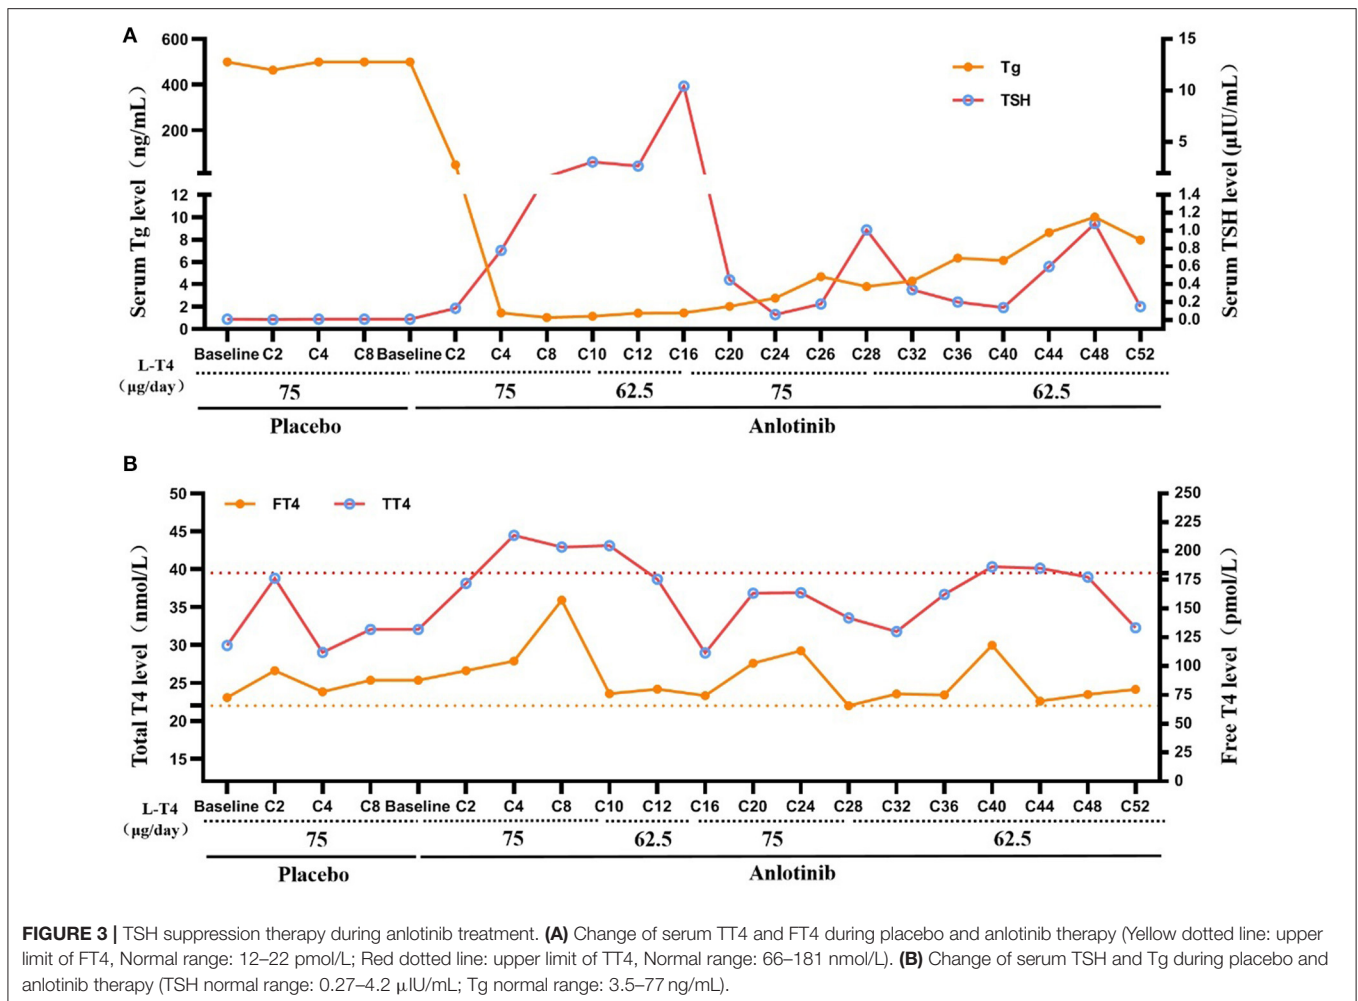 A
600
400
200
12
10
8
6
4
2
0
Serum Tg level (ng/mL)
15
10
5
1.4
1.2
1.0
0.8
0.6
0.4
0.2
0.0
Serum TSH level (μIU/mL)
Tg
TSH
Baseline C2 C4 C8 Baseline C2 C4 C8 C10 C12 C16 C20 C24 C26 C28 C32 C36 C40 C44 C48 C52
L-T4
(μg/day)
75 75 62.5 75 62.5
Placebo Anlotinib
B
50
45
40
35
30
25
20
15
Total T4 level (nmol/L)
250
225
200
175
150
125
100
75
50
25
0
Free T4 level (pmol/L)
FT4 TT4
Baseline C2 C4 C8 Baseline C2 C4 C8 C10 C12 C16 C20 C24 C28 C32 C36 C40 C44 C48 C52
L-T4
(μg/day)
75 75 62.5 75 62.5
Placebo Anlotinib
FIGURE 3 | TSH suppression therapy during anlotinib treatment. (A) Change of serum TT4 and FT4 during placebo and anlotinib therapy (Yellow dotted line: upper
limit of FT4, Normal range: 12–22 pmol/L; Red dotted line: upper limit of TT4, Normal range: 66–181 nmol/L). (B) Change of serum TSH and Tg during placebo and
anlotinib therapy (TSH normal range: 0.27–4.2 μIU/mL; Tg normal range: 3.5–77 ng/mL).